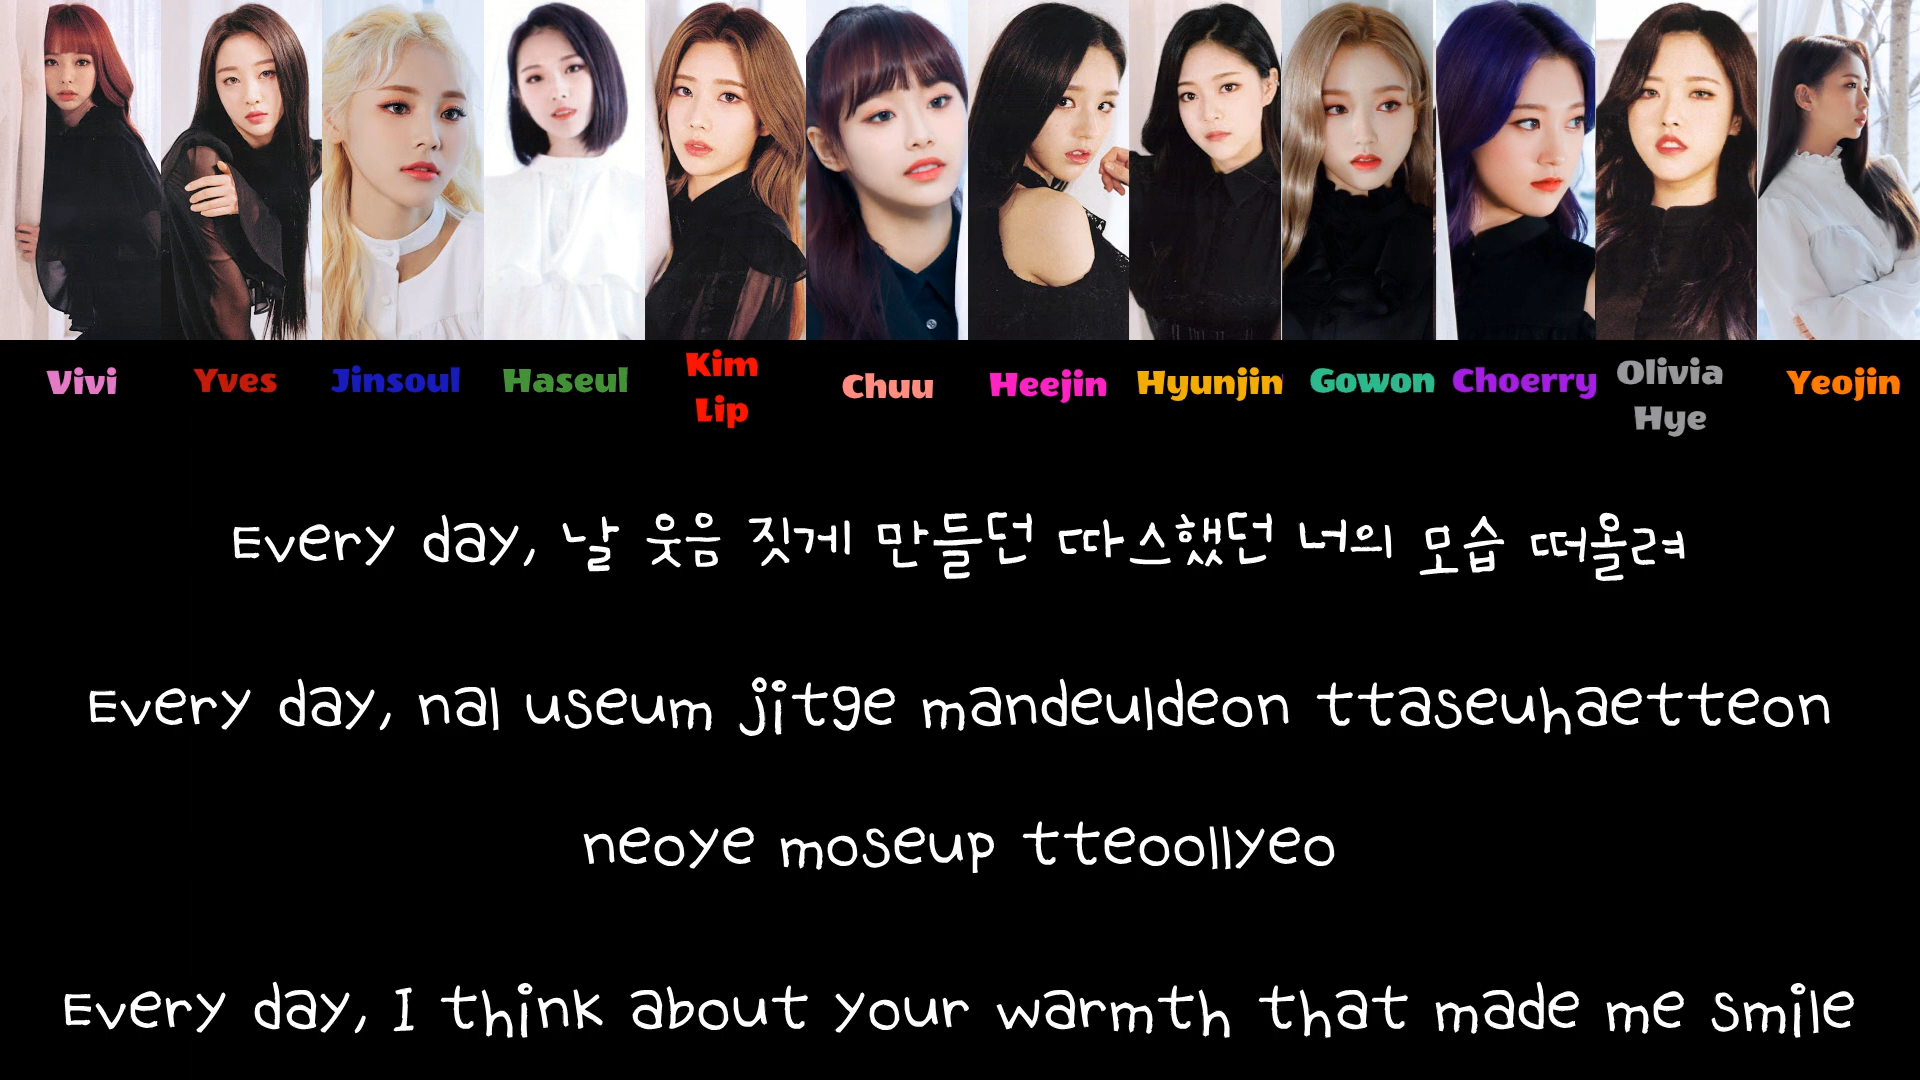 Vivi Yves Jinsoul Haseul Kim Lip Chuu Heejin Hyunjin Gowon Choerry Olivia Hye Yeojin
Every day, 날 웃음 짓게 만들던 따스했던 너의 모습 떠올려
Every day, nal useum jitge mandeuldeon ttaseuhaetteon
neoye moseup tteoollyeo
Every day, I think about your warmth that made me smile